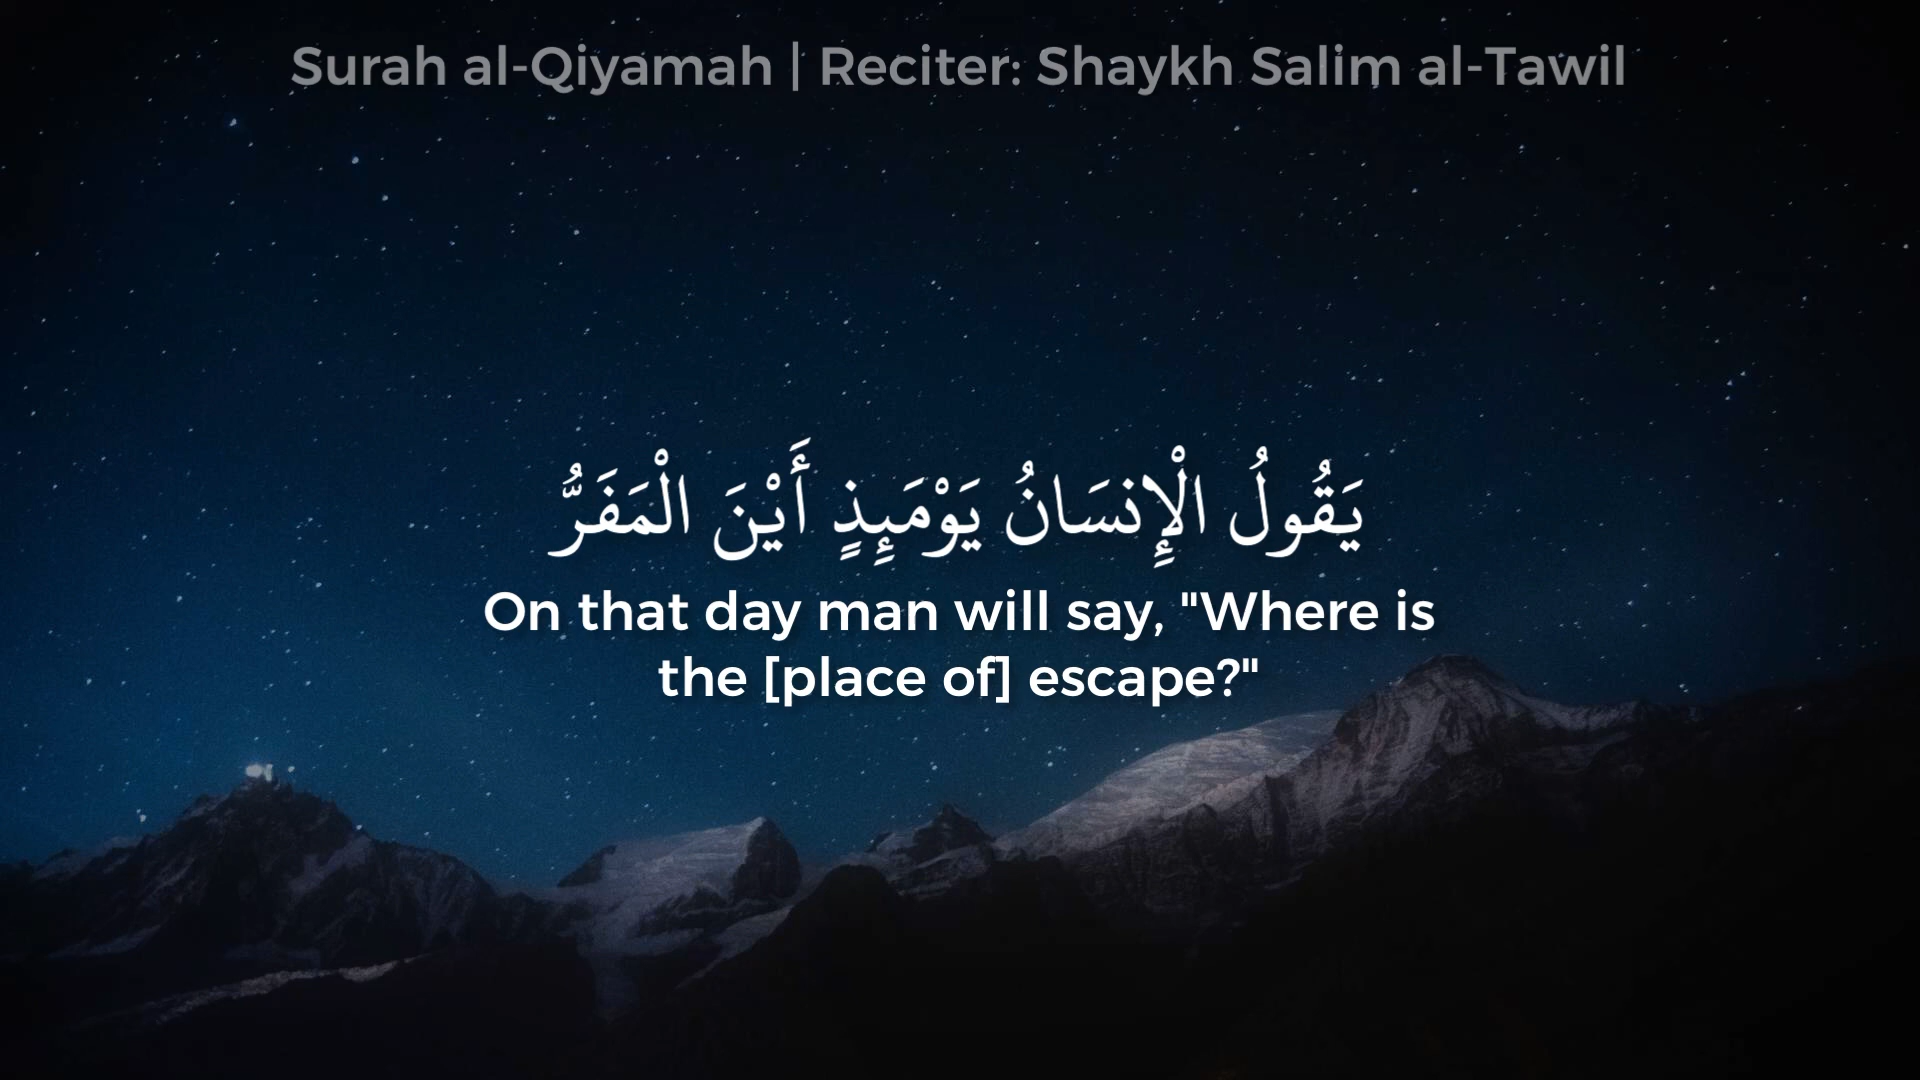 Surah al-Qiyamah | Reciter: Shaykh Salim al-Tawil
يَقُولُ الْإِنسَانُ يَوْمَئِذٍ أَيْنَ الْمَفَرُّ
On that day man will say, "Where is
the [place of] escape?"